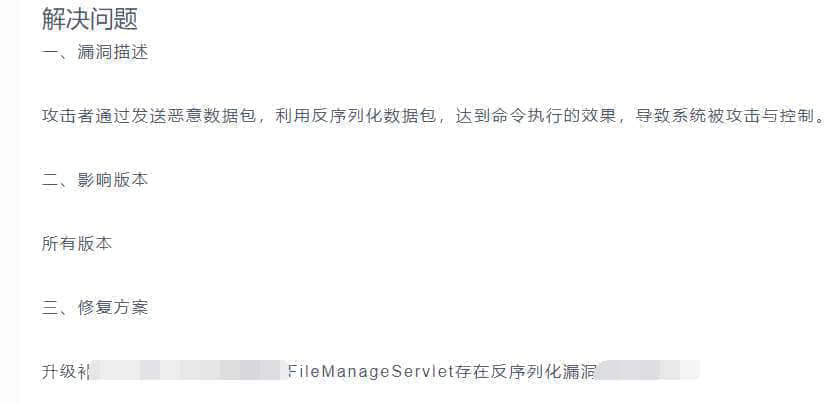 解决问题
一、漏洞描述
攻击者通过发送恶意数据包，利用反序列化数据包，达到命令执行的效果，导致系统被攻击与控制。
二、影响版本
所有版本
三、修复方案
升级补 FileManageServlet存在反序列化漏洞